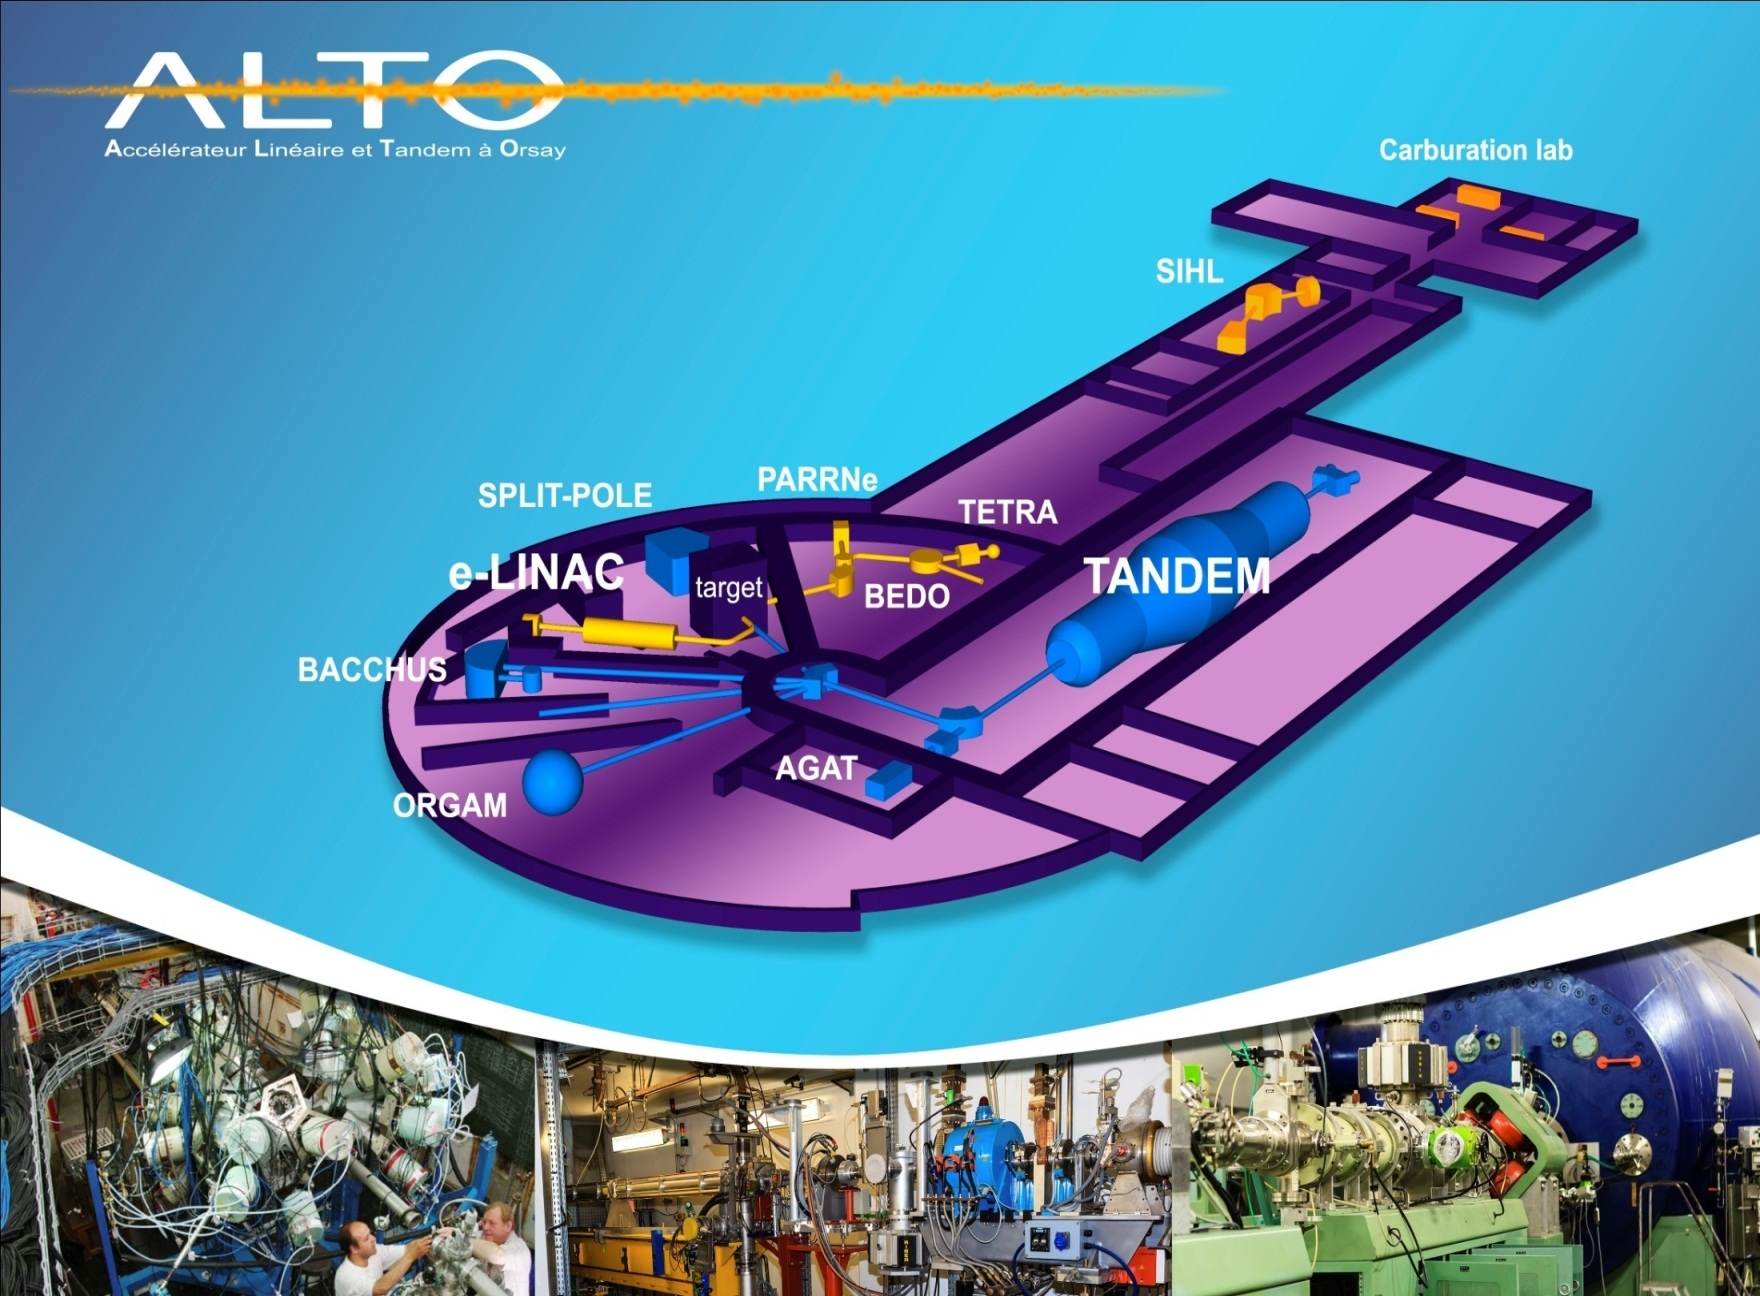 ALTO
Accélérateur Linéaire et Tandem à Orsay
Carburation lab
SIHL
PARRNe
SPLIT-POLE
TETRA
e-LINAC
target
BEDO
TANDEM
BACCHUS
AGAT
ORGAM